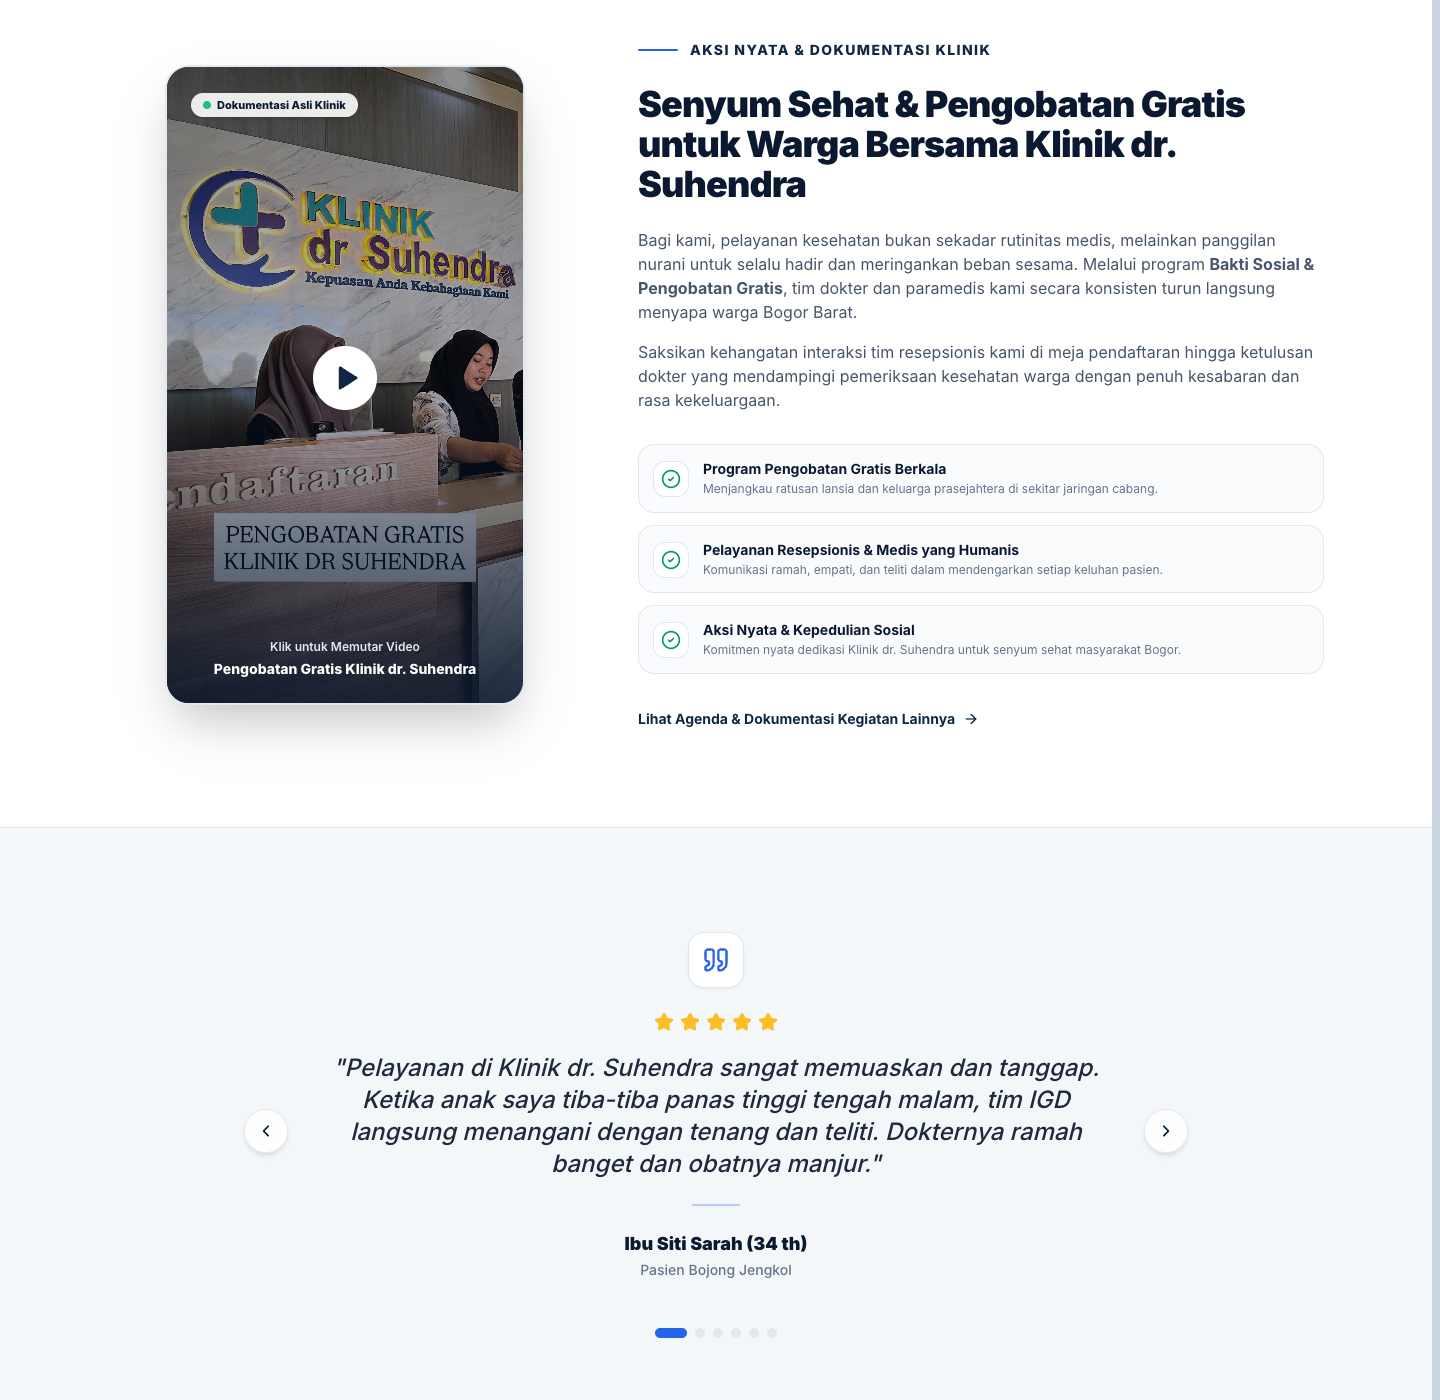 Dokumentasi Asli Klinik
KLINIK
dr Suhendra
Kepuasan Anda Kebahagiaan Kami
endaftaran
PENGOBATAN GRATIS
KLINIK DR SUHENDRA
Klik untuk Memutar Video
Pengobatan Gratis Klinik dr. Suhendra
AKSI NYATA & DOKUMENTASI KLINIK
Senyum Sehat & Pengobatan Gratis
untuk Warga Bersama Klinik dr.
Suhendra
Bagi kami, pelayanan kesehatan bukan sekadar rutinitas medis, melainkan panggilan
nurani untuk selalu hadir dan meringankan beban sesama. Melalui program Bakti Sosial &
Pengobatan Gratis, tim dokter dan paramedis kami secara konsisten turun langsung
menyapa warga Bogor Barat.
Saksikan kehangatan interaksi tim resepsionis kami di meja pendaftaran hingga ketulusan
dokter yang mendampingi pemeriksaan kesehatan warga dengan penuh kesabaran dan
rasa kekeluargaan.
Program Pengobatan Gratis Berkala
Menjangkau ratusan lansia dan keluarga prasejahtera di sekitar jaringan cabang.
Pelayanan Resepsionis & Medis yang Humanis
Komunikasi ramah, empati, dan teliti dalam mendengarkan setiap keluhan pasien.
Aksi Nyata & Kepedulian Sosial
Komitmen nyata dedikasi Klinik dr. Suhendra untuk senyum sehat masyarakat Bogor.
Lihat Agenda & Dokumentasi Kegiatan Lainnya
"Pelayanan di Klinik dr. Suhendra sangat memuaskan dan tanggap.
Ketika anak saya tiba-tiba panas tinggi tengah malam, tim IGD
langsung menangani dengan tenang dan teliti. Dokternya ramah
banget dan obatnya manjur."
Ibu Siti Sarah (34 th)
Pasien Bojong Jengkol